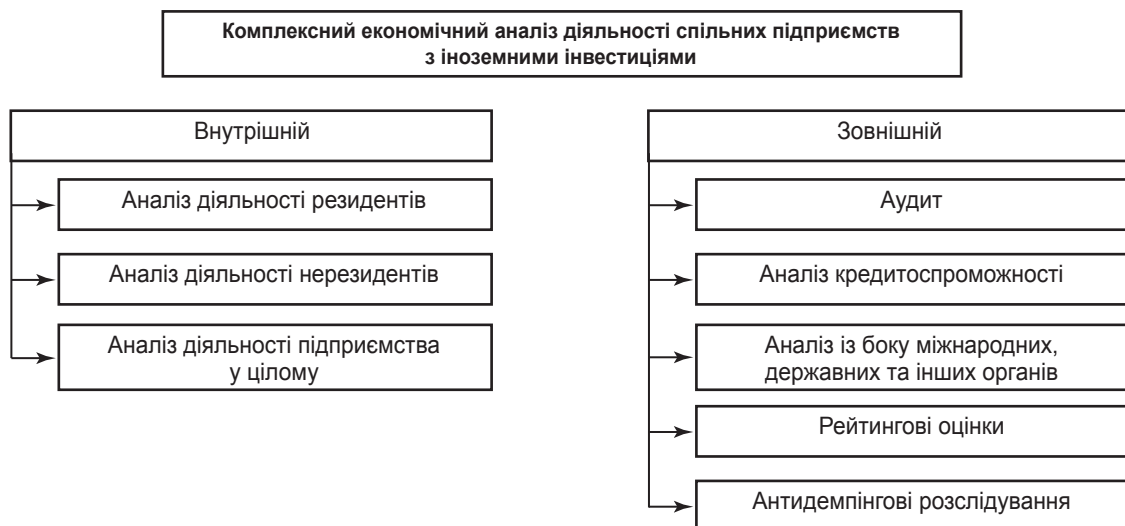 Комплексний економічний аналіз діяльності спільних підприємств
з іноземними інвестиціями
Внутрішній
Аналіз діяльності резидентів
Аналіз діяльності нерезидентів
Аналіз діяльності підприємства
у цілому
Зовнішній
Аудит
Аналіз кредитоспроможності
Аналіз із боку міжнародних,
державних та інших органів
Рейтингові оцінки
Антидемпінгові розслідування